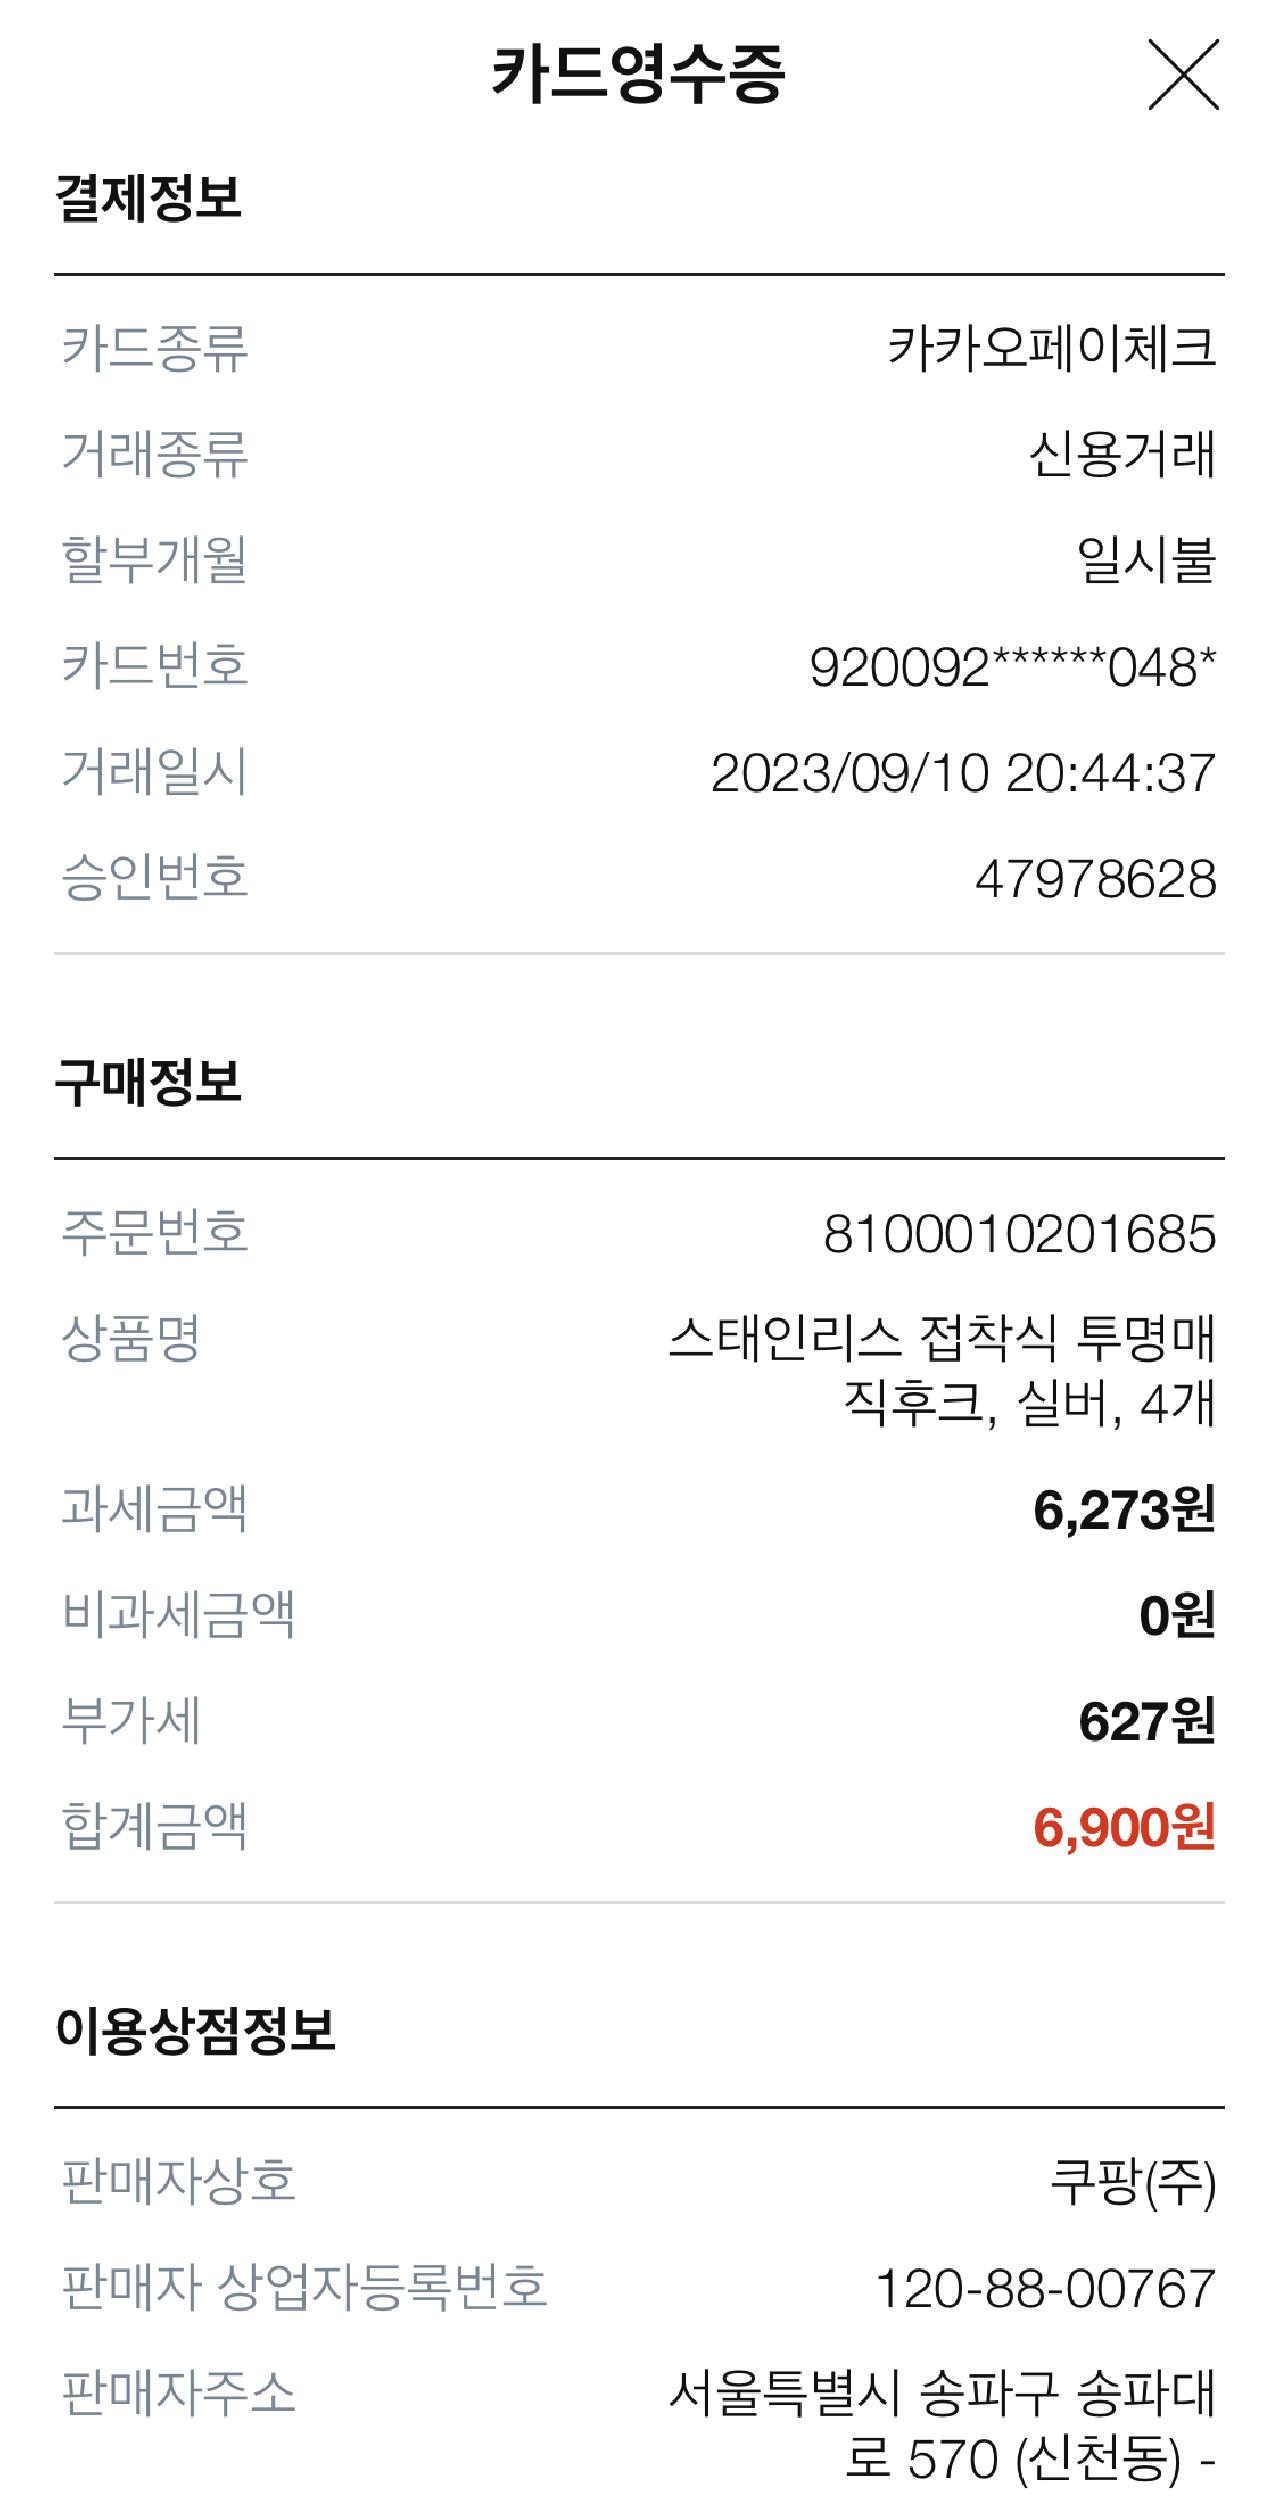 카드영수증
결제정보
카드종류 카카오페이체크
거래종류 신용거래
할부개월 일시불
카드번호 920092******048*
거래일시 2023/09/10 20:44:37
승인번호 47978628
구매정보
주문번호 8100010201685
상품명 스태인리스 접착식 투명매
직후크, 실버, 4개
과세금액 6,273원
비과세금액 0원
부가세 627원
합계금액 6,900원
이용상점정보
판매자상호 쿠팡(주)
판매자 상업자등록번호 120-88-00767
판매자주소 서울특별시 송파구 송파대
로 570 (신천동) -